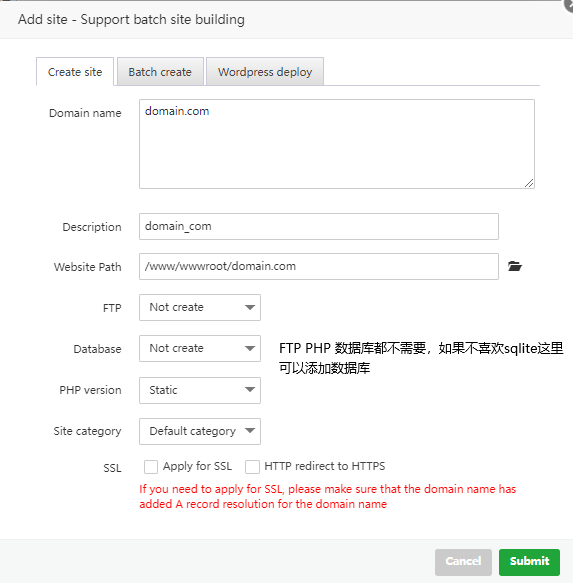 Add site - Support batch site building
Create site
Batch create
Wordpress deploy
Domain name
domain.com
Description
domain_com
Website Path
/www/wwwroot/domain.com
FTP
Not create
Database
Not create
FTP PHP 数据库都不需要，如果不喜欢sqlite这里
可以添加数据库
PHP version
Static
Site category
Default category
SSL
Apply for SSL
HTTP redirect to HTTPS
If you need to apply for SSL, please make sure that the domain name has
added A record resolution for the domain name
Cancel
Submit